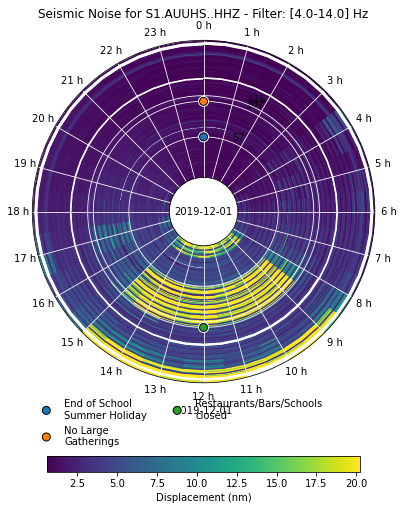 Seismic Noise for S1.AUUHS..HHZ - Filter: [4.0-14.0] Hz
0 h
23 h
1 h
22 h
2 h
21 h
3 h
20 h
4 h
57
19 h
5 h
18 h
2019-12-01
6 h
17 h
7 h
16 h
8 h
15 h
9 h
14 h
10 h
13 h
11 h
12 h
2019-12-01
End of School
Summer Holiday
Restaurants/Bars/Schools
closed
No Large
Gatherings
2.5 5.0 7.5 10.0 12.5 15.0 17.5 20.0
Displacement (nm)